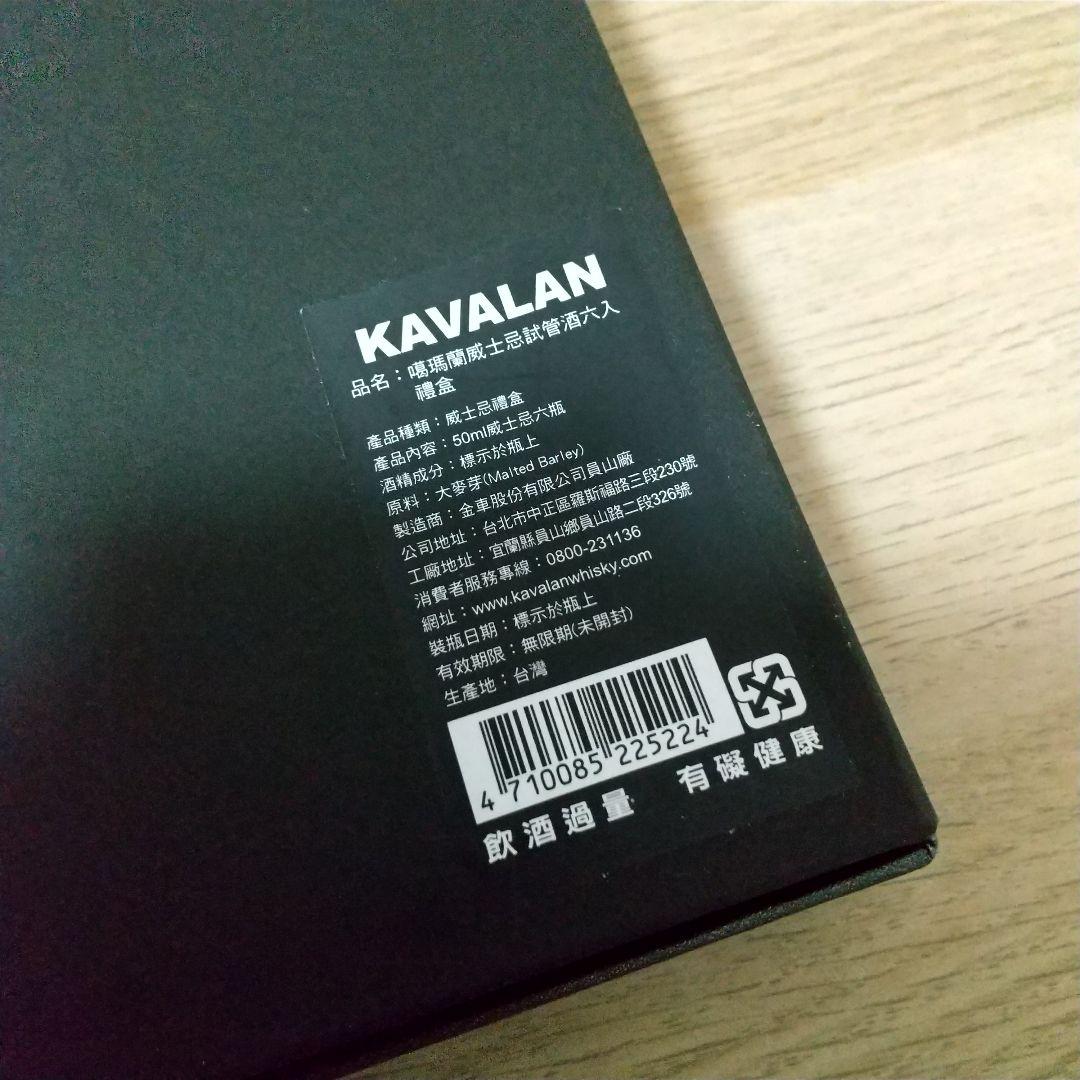 KAVALAN
品名：噶瑪蘭威士忌試管酒六入
禮盒
產品種類：威士忌禮盒
產品內容：50ml威士忌六瓶
酒精成分：標示於瓶上
原料：大麥芽(Malted Barley)
製造商：金車股份有限公司員山廠
公司地址：台北市中正區羅斯福路三段230號
工廠地址：宜蘭縣員山鄉員山路二段326號
消費者服務專線：0800-231136
網址：www.kavalanwhisky.com
裝瓶日期：標示於瓶上
有效期限：無限期(未開封)
生產地：台灣
4 710085 225224
飲酒過量 有礙健康